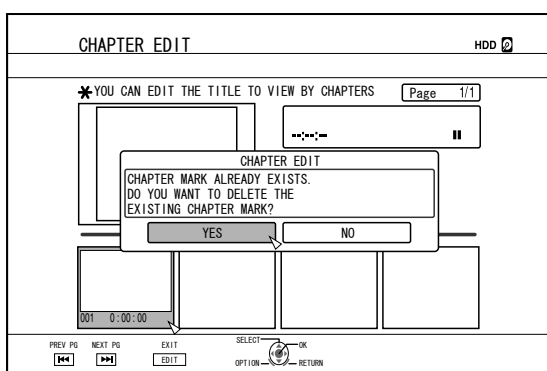 CHAPTER EDIT
HDD
YOU CAN EDIT THE TITLE TO VIEW BY CHAPTERS
Page 1/1
--:--:--
CHAPTER EDIT
CHAPTER MARK ALREADY EXISTS.
DO YOU WANT TO DELETE THE
EXISTING CHAPTER MARK?
YES NO
001 0:00:00
PREV PG NEXT PG EXIT SELECT OK
EDIT OPTION RETURN